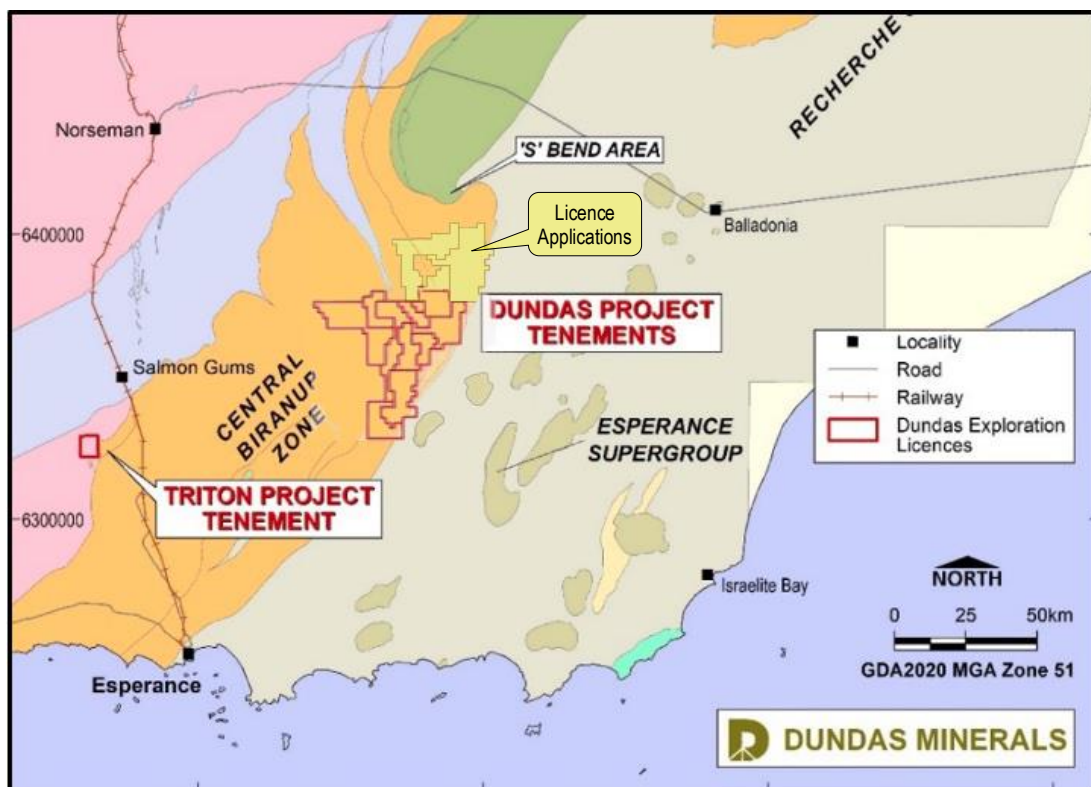 RECHERCHE
Norseman
'S' BEND AREA
Licence
Applications
Balladonia
6400000
DUNDAS PROJECT
TENEMENTS
Locality
Road
Railway
Dundas Exploration
Licences
Salmon Gums
CENTRAL
BIRANUP
ZONE
ESPERANCE
SUPERGROUP
TRITON PROJECT
TENEMENT
6300000
Israelite Bay
NORTH
0 25 50km
GDA2020 MGA Zone 51
Esperance
DUNDAS MINERALS